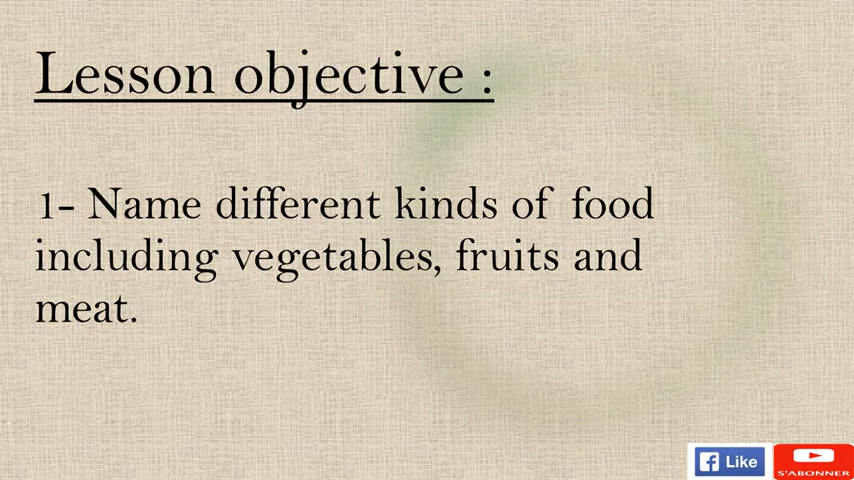 Lesson objective :
1- Name different kinds of food
including vegetables, fruits and
meat.
Like
S'ABONNER